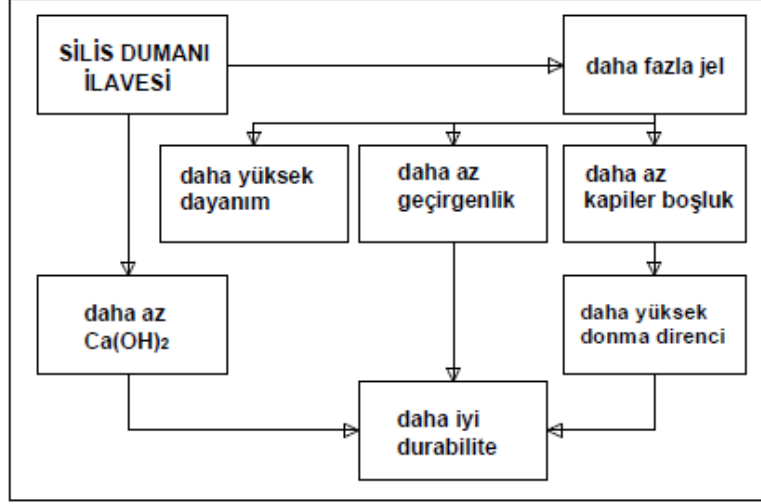 SİLİS DUMANI
İLAVESİ
daha fazla jel
daha yüksek
dayanım
daha az
geçirgenlik
daha az
kapiler boşluk
daha az
Ca(OH)₂
daha yüksek
donma direnci
daha iyi
durabilite